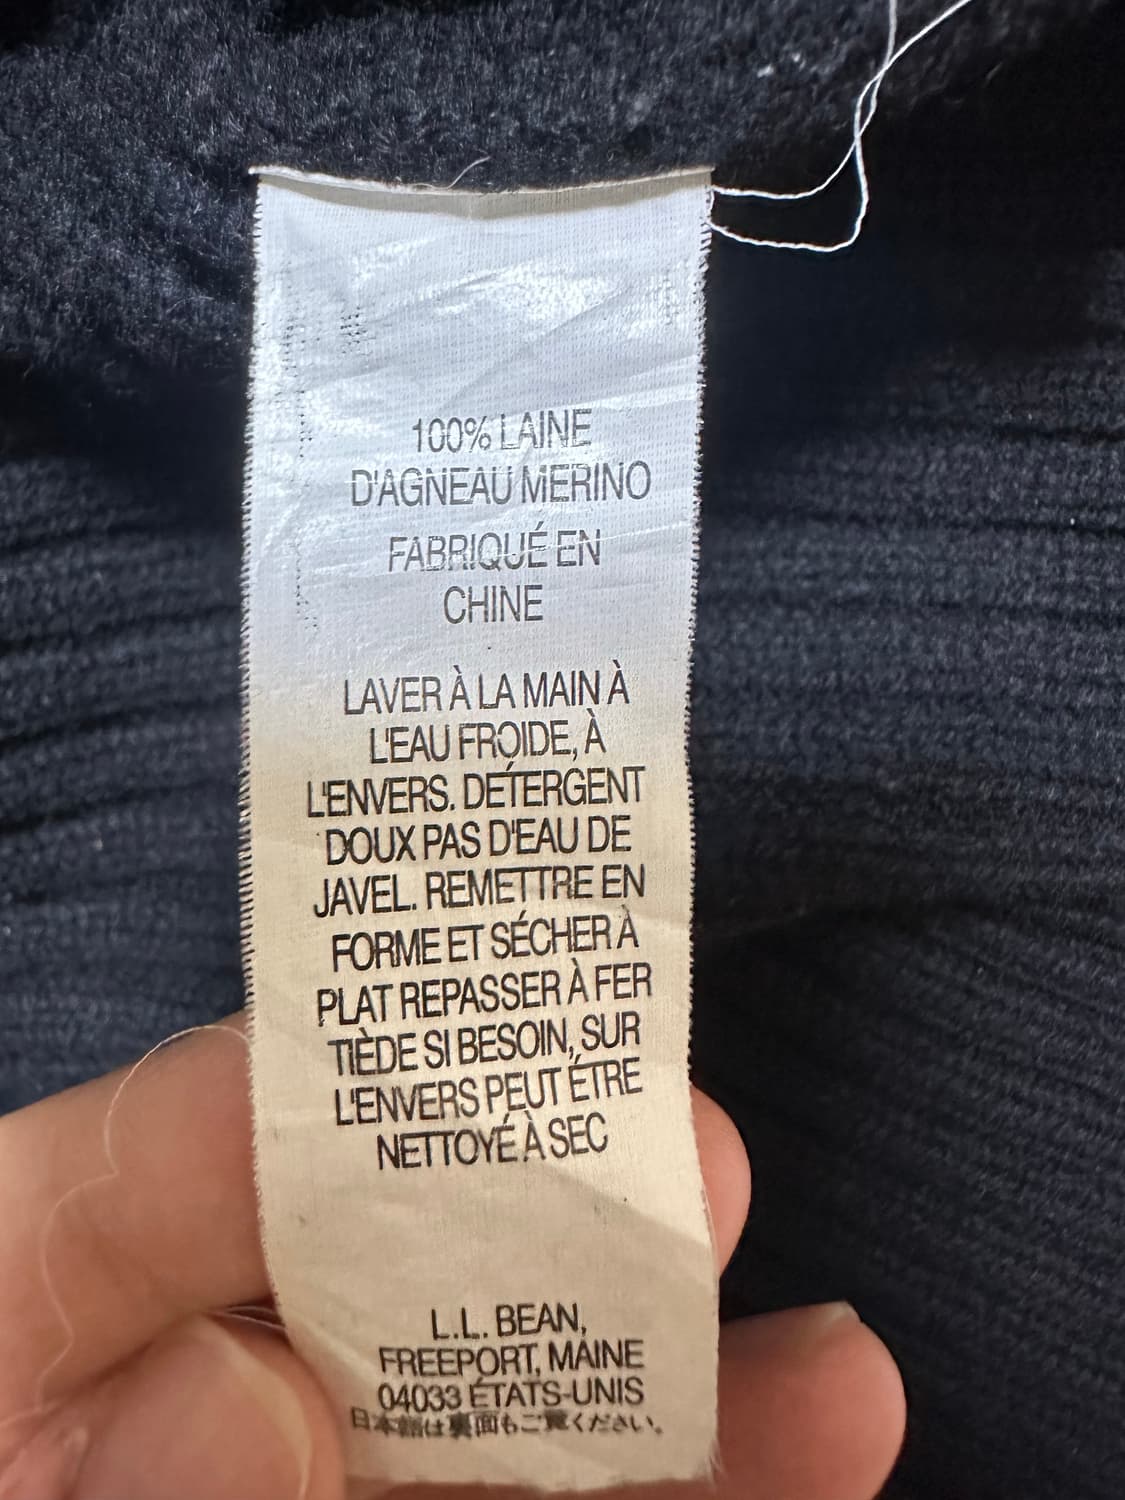 100% LAINE
D'AGNEAU MERINO
FABRIQUÉ EN
CHINE
LAVER À LA MAIN À
L'EAU FROIDE, À
L'ENVERS. DÉTERGENT
DOUX PAS D'EAU DE
JAVEL. REMETTRE EN
FORME ET SÉCHER À
PLAT REPASSER À FER
TIÈDE SI BESOIN, SUR
L'ENVERS PEUT ÊTRE
NETTOYÉ À SEC
L.L. BEAN,
FREEPORT, MAINE
04033 ÉTATS-UNIS
日本語は裏面もご覧ください。